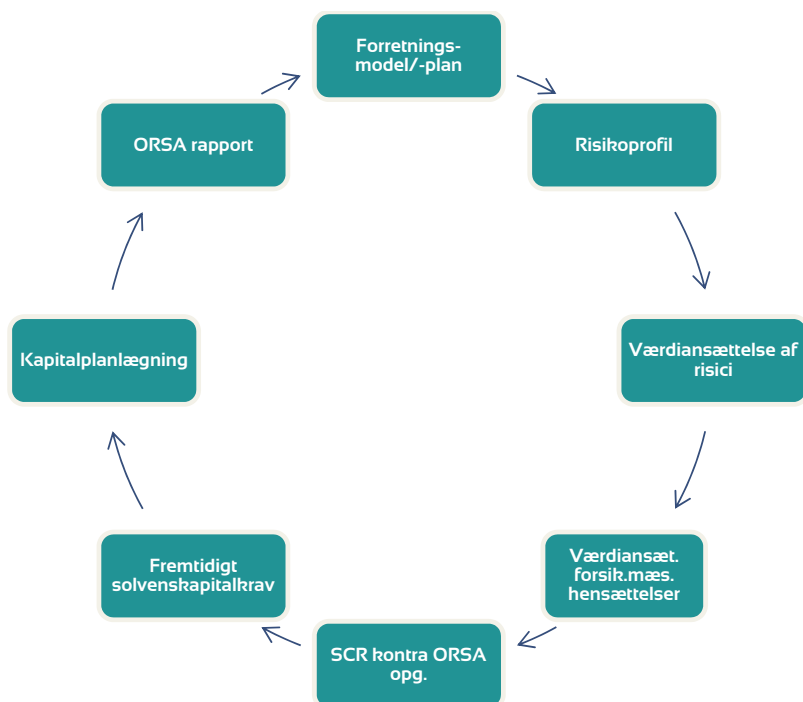 Forretnings-
model/-plan
Risikoprofil
Værdiansættelse af
risici
Værdiansæt.
forsik.mæs.
hensættelser
SCR kontra ORSA
opg.
Fremtidigt
solvenskapitalkrav
Kapitalplanlægning
ORSA rapport